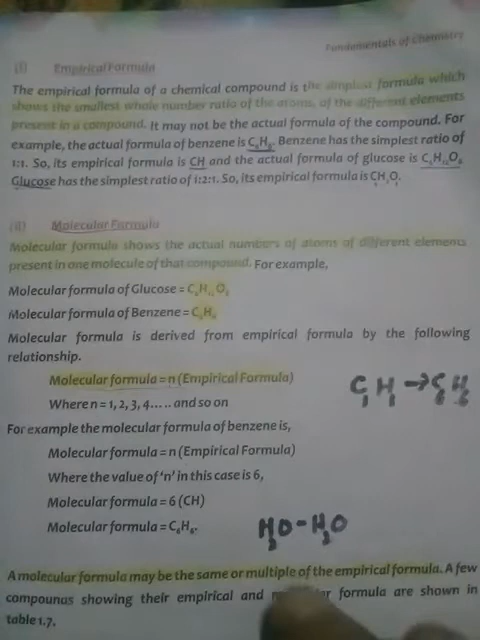 Fundamentals of Chemistry
(i) Empirical Formula
The empirical formula of a chemical compound is the simplest formula which
shows the smallest whole number ratio of the atoms, of the different elements
present in a compound. It may not be the actual formula of the compound. For
example, the actual formula of benzene is C₆H₆. Benzene has the simplest ratio of
1:1. So, its empirical formula is CH and the actual formula of glucose is C₆H₁₂O₆
Glucose has the simplest ratio of 1:2:1. So, its empirical formula is CH₂O.
(ii) Molecular Formula
Molecular formula shows the actual numbers of atoms of different elements
present in one molecule of that compound. For example,
Molecular formula of Glucose = C₆H₁₂O₆
Molecular formula of Benzene = C₆H₆
Molecular formula is derived from empirical formula by the following
relationship.
Molecular formula = n (Empirical Formula)
C₁H₁ → C₆H₆
Where n = 1, 2, 3, 4..... and so on
For example the molecular formula of benzene is,
Molecular formula = n (Empirical Formula)
Where the value of 'n' in this case is 6,
Molecular formula = 6 (CH)
Molecular formula = C₆H₆.
H₂O - H₂O
A molecular formula may be the same or multiple of the empirical formula. A few
compounds showing their empirical and formula are shown in
table 1.7.